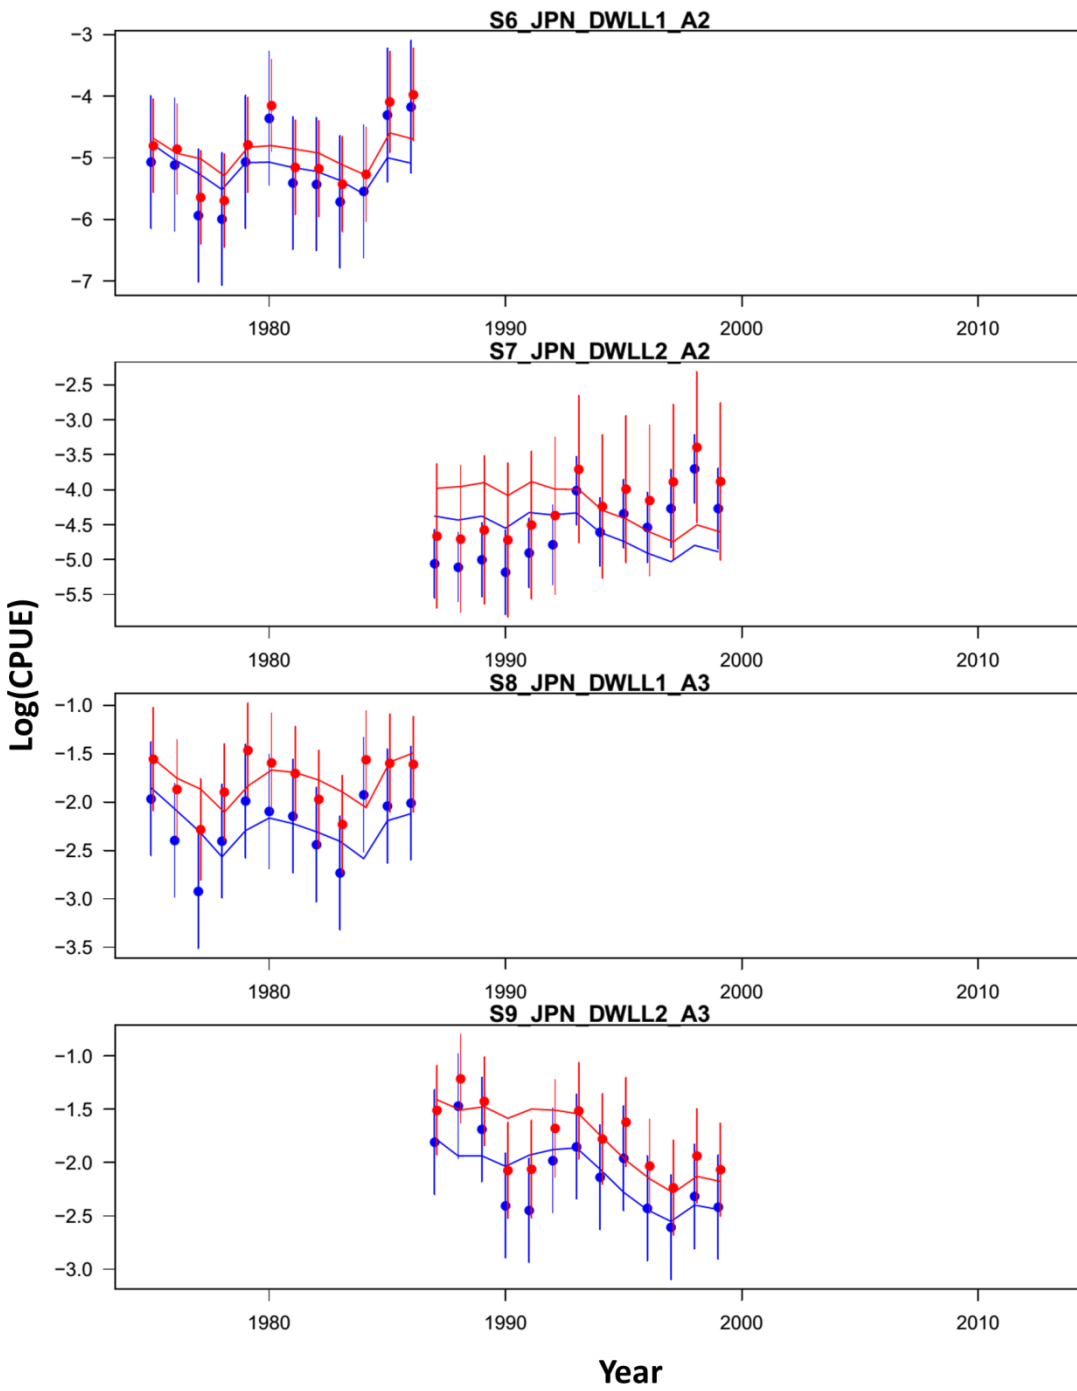 S6_JPN_DWLL1_A2
−3
−4
−5
−6
−7
1980 1990 2000 2010
S7_JPN_DWLL2_A2
−2.5
−3.0
−3.5
−4.0
−4.5
−5.0
−5.5
1980 1990 2000 2010
S8_JPN_DWLL1_A3
−1.0
−1.5
−2.0
−2.5
−3.0
−3.5
1980 1990 2000 2010
S9_JPN_DWLL2_A3
−1.0
−1.5
−2.0
−2.5
−3.0
1980 1990 2000 2010
Log(CPUE)
Year